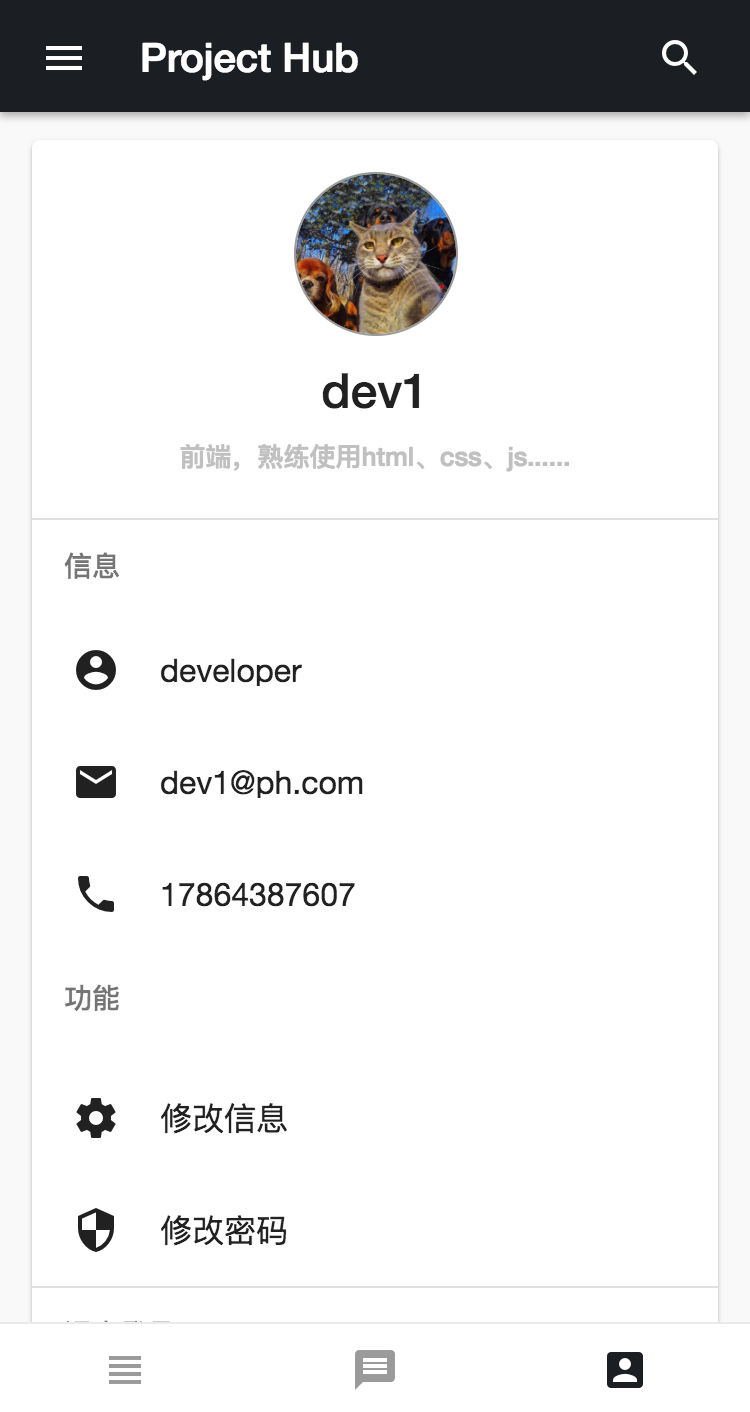 Project Hub
dev1
前端，熟练使用html、css、js......
信息
developer
dev1@ph.com
17864387607
功能
修改信息
修改密码